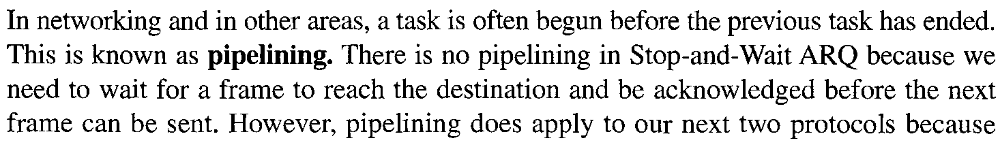 In networking and in other areas, a task is often begun before the previous task has ended.
This is known as pipelining. There is no pipelining in Stop-and-Wait ARQ because we
need to wait for a frame to reach the destination and be acknowledged before the next
frame can be sent. However, pipelining does apply to our next two protocols because